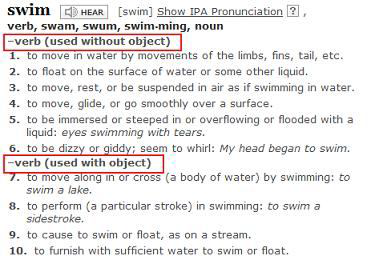 swim HEAR [swim] Show IPA Pronunciation ? ,
verb, swam, swum, swim-ming, noun
–verb (used without object)
1. to move in water by movements of the limbs, fins, tail, etc.
2. to float on the surface of water or some other liquid.
3. to move, rest, or be suspended in air as if swimming in water.
4. to move, glide, or go smoothly over a surface.
5. to be immersed or steeped in or overflowing or flooded with a
liquid: eyes swimming with tears.
6. to be dizzy or giddy; seem to whirl: My head began to swim.
–verb (used with object)
7. to move along in or cross (a body of water) by swimming: to
swim a lake.
8. to perform (a particular stroke) in swimming: to swim a
sidestroke.
9. to cause to swim or float, as on a stream.
10. to furnish with sufficient water to swim or float.